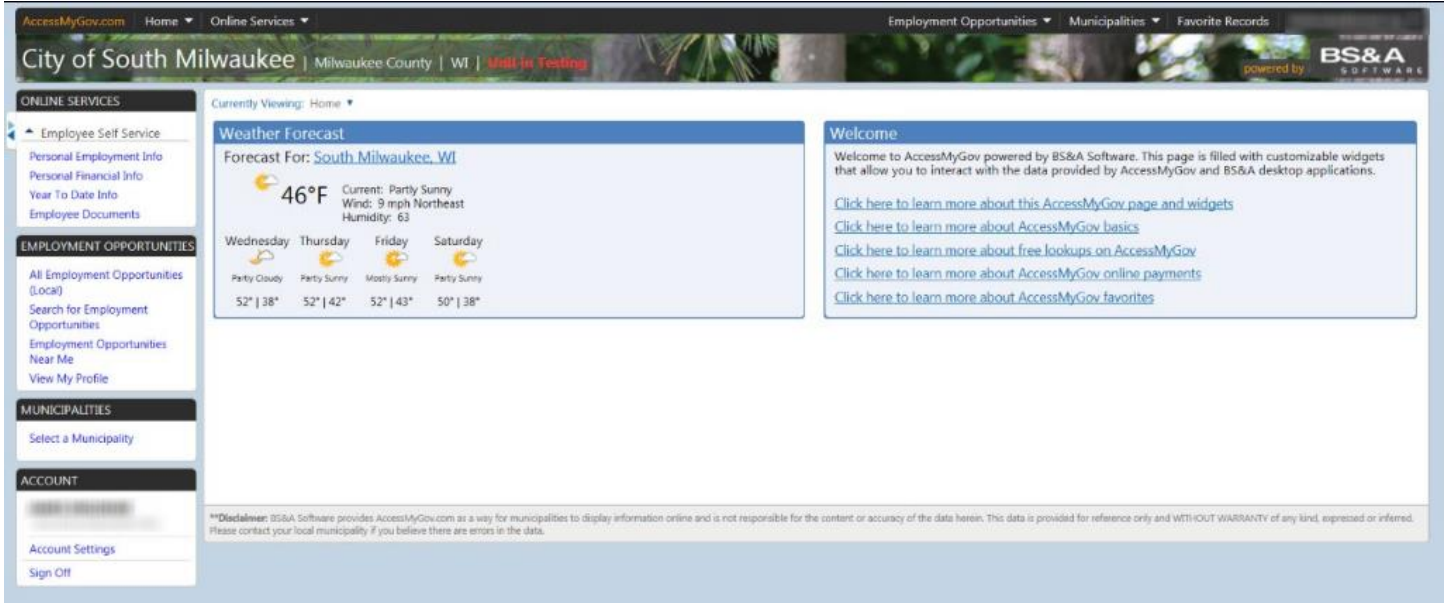 AccessMyGov.com Home Online Services Employment Opportunities Municipalities Favorite Records
City of South Milwaukee | Milwaukee County | WI | Unit in Testing
powered by BS&A SOFTWARE
ONLINE SERVICES
Employee Self Service
Personal Employment Info
Personal Financial Info
Year To Date Info
Employee Documents
EMPLOYMENT OPPORTUNITIES
All Employment Opportunities
(Local)
Search for Employment
Opportunities
Employment Opportunities
Near Me
View My Profile
MUNICIPALITIES
Select a Municipality
ACCOUNT
Account Settings
Sign Off
Currently Viewing: Home
Weather Forecast
Forecast For: South Milwaukee, WI
46°F
Current: Partly Sunny
Wind: 9 mph Northeast
Humidity: 63
Wednesday Thursday Friday Saturday
Partly Cloudy Partly Sunny Mostly Sunny Partly Sunny
52° | 38° 52° | 42° 52° | 43° 50° | 38°
Welcome
Welcome to AccessMyGov powered by BS&A Software. This page is filled with customizable widgets
that allow you to interact with the data provided by AccessMyGov and BS&A desktop applications.
Click here to learn more about this AccessMyGov page and widgets
Click here to learn more about AccessMyGov basics
Click here to learn more about free lookups on AccessMyGov
Click here to learn more about AccessMyGov online payments
Click here to learn more about AccessMyGov favorites
**Disclaimer: BS&A Software provides AccessMyGov.com as a way for municipalities to display information online and is not responsible for the content or accuracy of the data herein. This data is provided for reference only and WITHOUT WARRANTY of any kind, expressed or inferred.
Please contact your local municipality if you believe there are errors in the data.